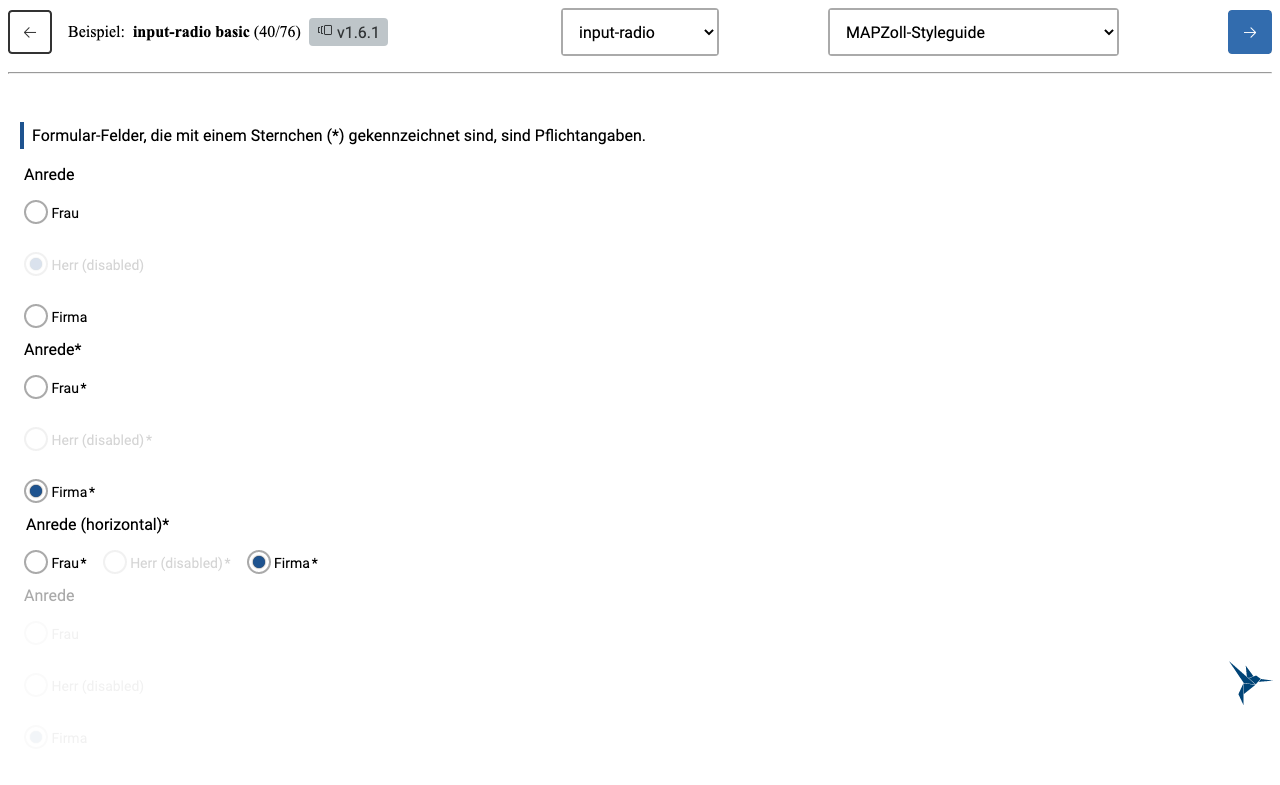 Beispiel: input-radio basic (40/76) v1.6.1 input-radio MAPZoll-Styleguide
Formular-Felder, die mit einem Sternchen (*) gekennzeichnet sind, sind Pflichtangaben.
Anrede
Frau
Herr (disabled)
Firma
Anrede*
Frau*
Herr (disabled)*
Firma*
Anrede (horizontal)*
Frau* Herr (disabled)* Firma*
Anrede
Frau
Herr (disabled)
Firma